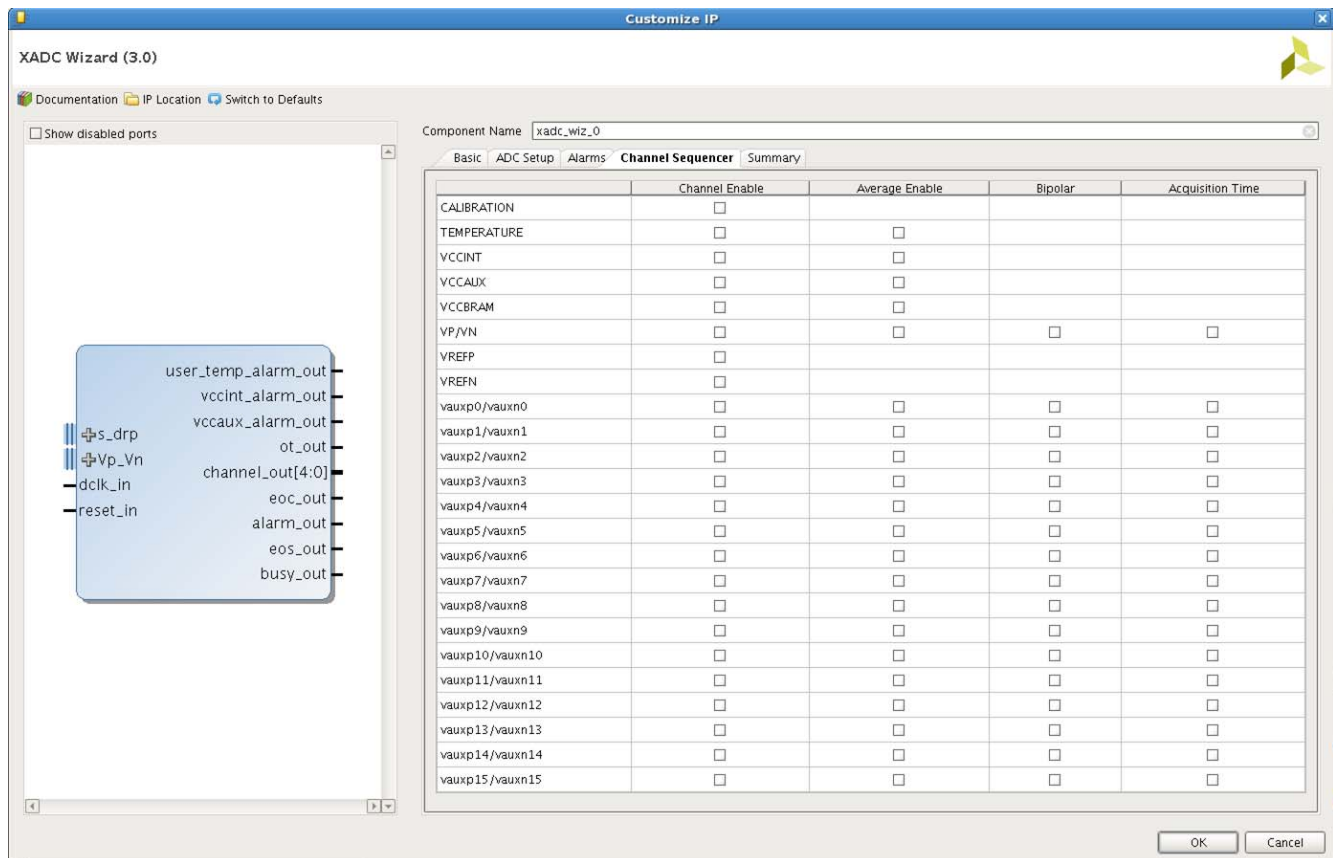 Customize IP
XADC Wizard (3.0)
Documentation IP Location Switch to Defaults
Show disabled ports
user_temp_alarm_out
vccint_alarm_out
vccaux_alarm_out
s_drp
ot_out
Vp_Vn
channel_out[4:0]
dclk_in
eoc_out
reset_in
alarm_out
eos_out
busy_out
Component Name xadc_wiz_0
Basic ADC Setup Alarms Channel Sequencer Summary
Channel Enable Average Enable Bipolar Acquisition Time
CALIBRATION
TEMPERATURE
VCCINT
VCCAUX
VCCBRAM
VP/VN
VREFP
VREFN
vauxp0/vauxn0
vauxp1/vauxn1
vauxp2/vauxn2
vauxp3/vauxn3
vauxp4/vauxn4
vauxp5/vauxn5
vauxp6/vauxn6
vauxp7/vauxn7
vauxp8/vauxn8
vauxp9/vauxn9
vauxp10/vauxn10
vauxp11/vauxn11
vauxp12/vauxn12
vauxp13/vauxn13
vauxp14/vauxn14
vauxp15/vauxn15
OK Cancel